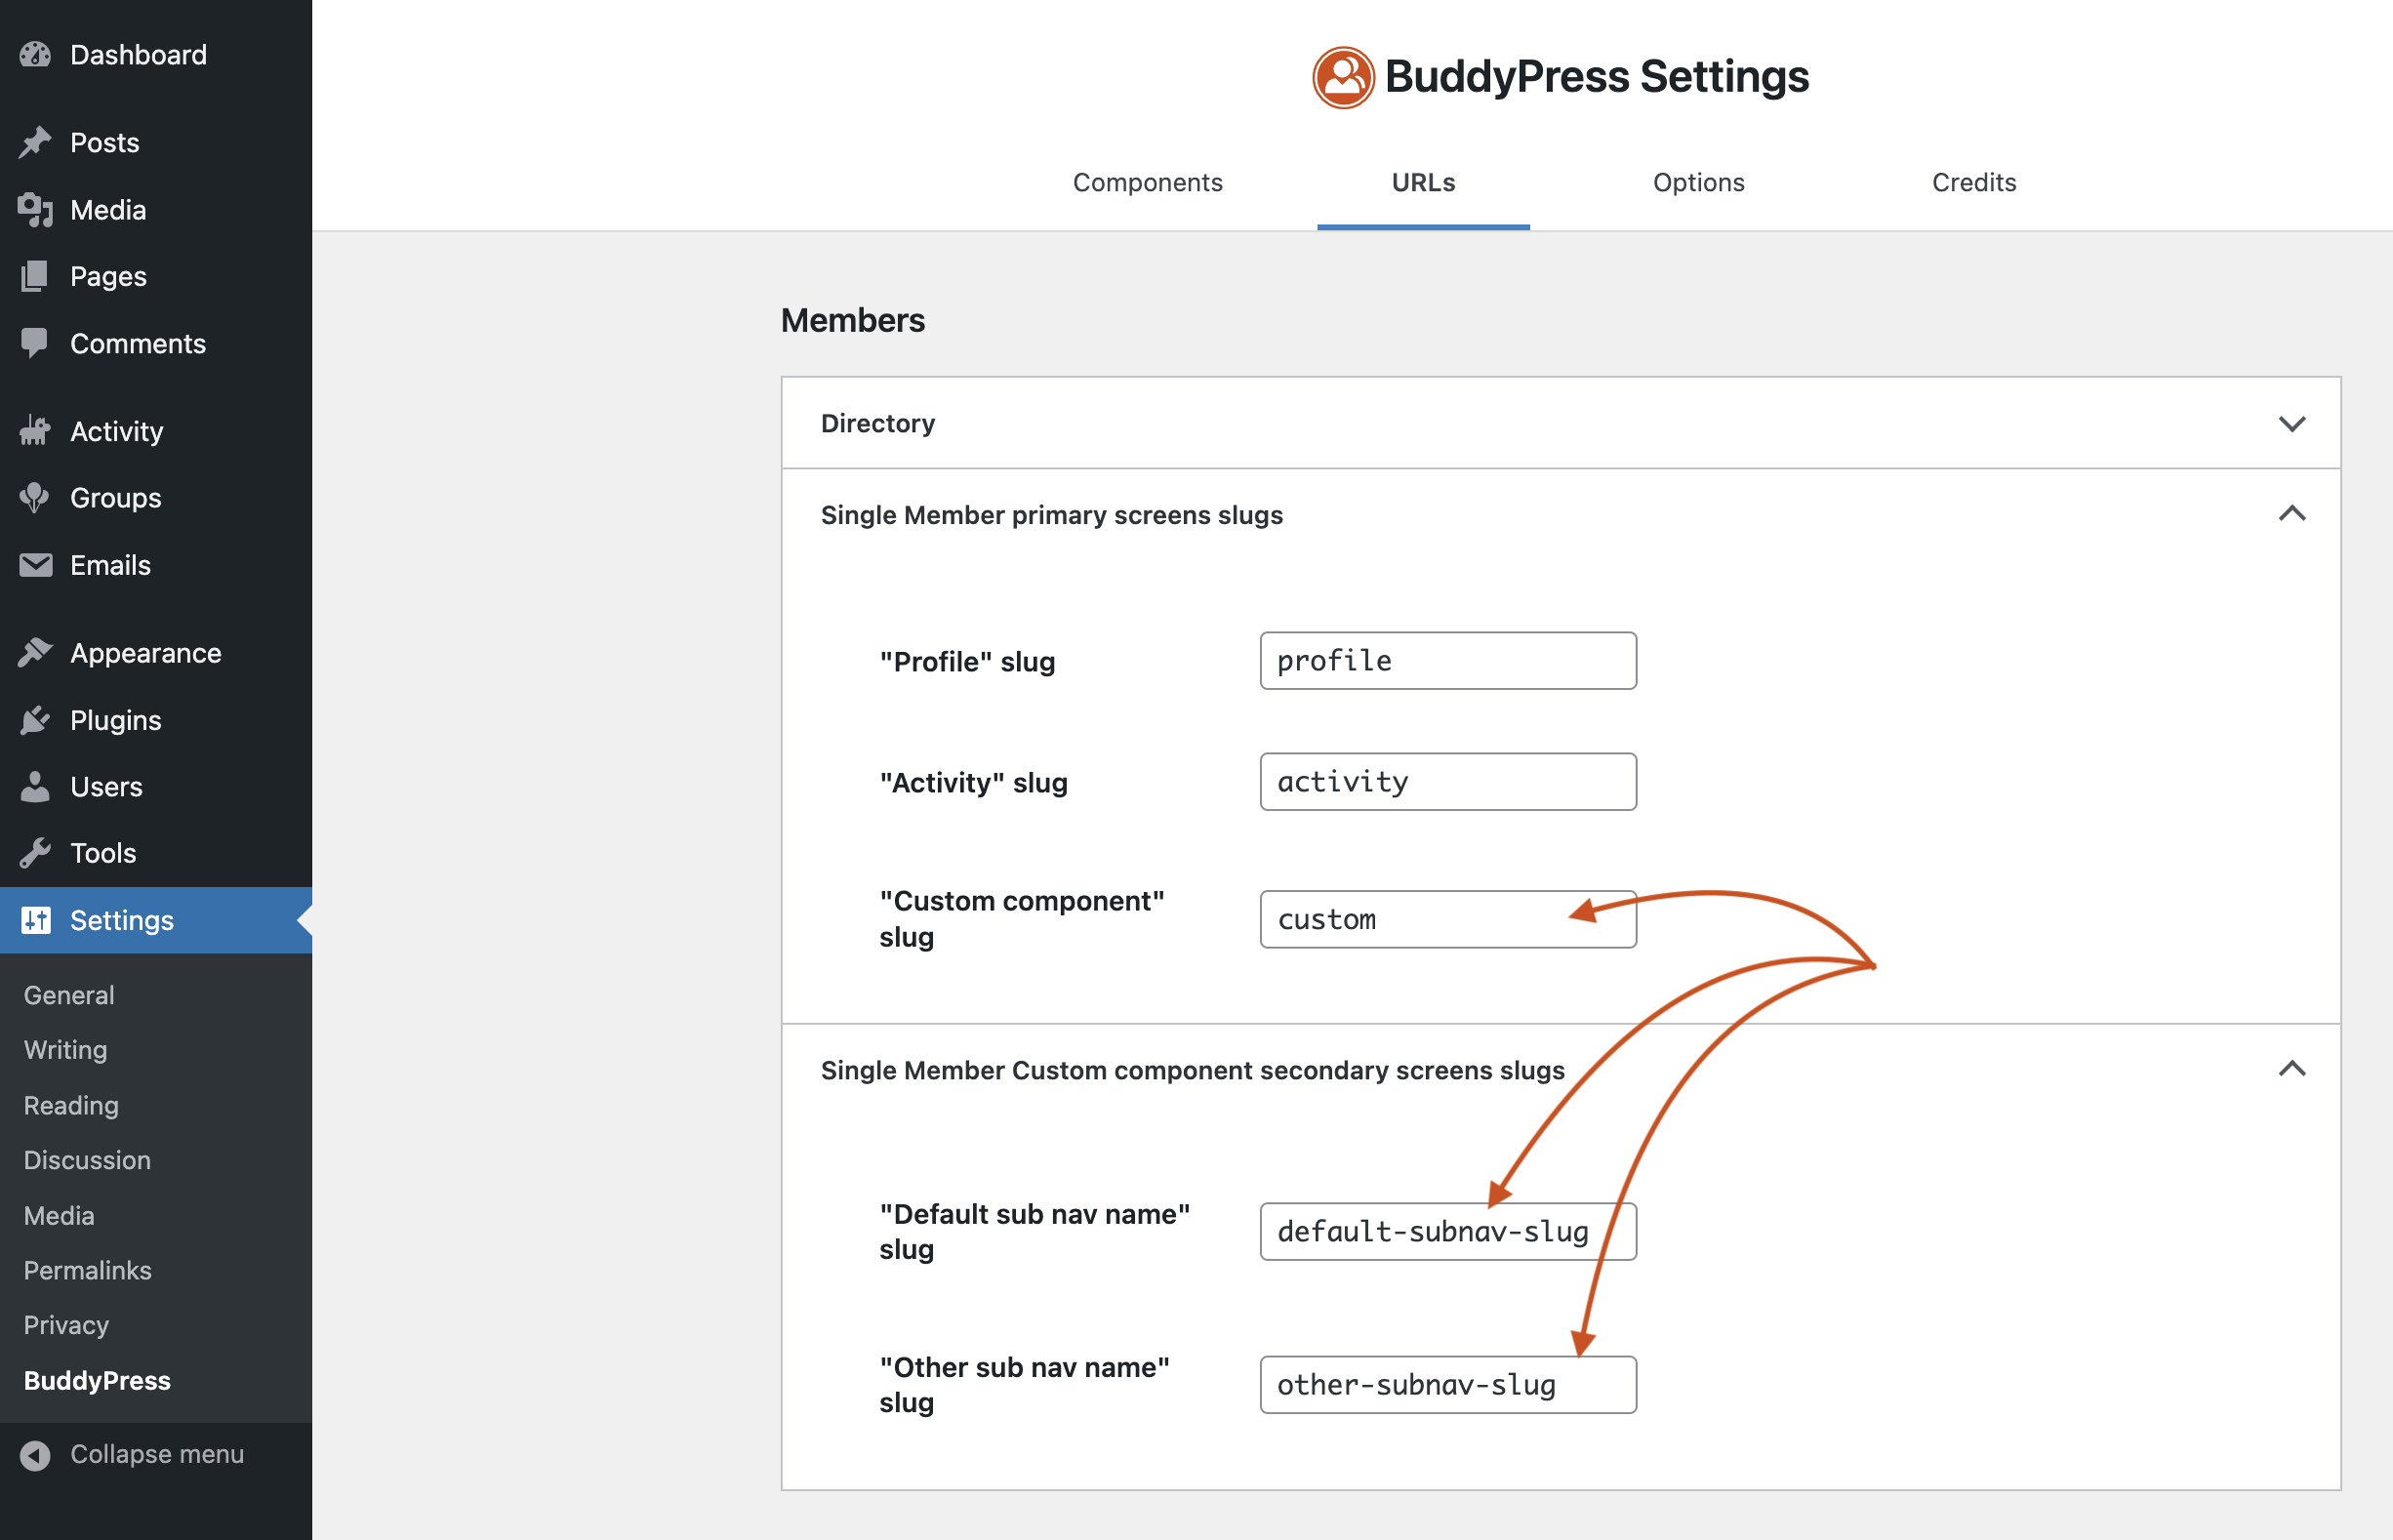 Dashboard
Posts
Media
Pages
Comments
Activity
Groups
Emails
Appearance
Plugins
Users
Tools
Settings
General
Writing
Reading
Discussion
Media
Permalinks
Privacy
BuddyPress
Collapse menu
BuddyPress Settings
Components
URLs
Options
Credits
Members
Directory
Single Member primary screens slugs
"Profile" slug
profile
"Activity" slug
activity
"Custom component"
slug
custom
Single Member Custom component secondary screens slugs
"Default sub nav name"
slug
default-subnav-slug
"Other sub nav name"
slug
other-subnav-slug